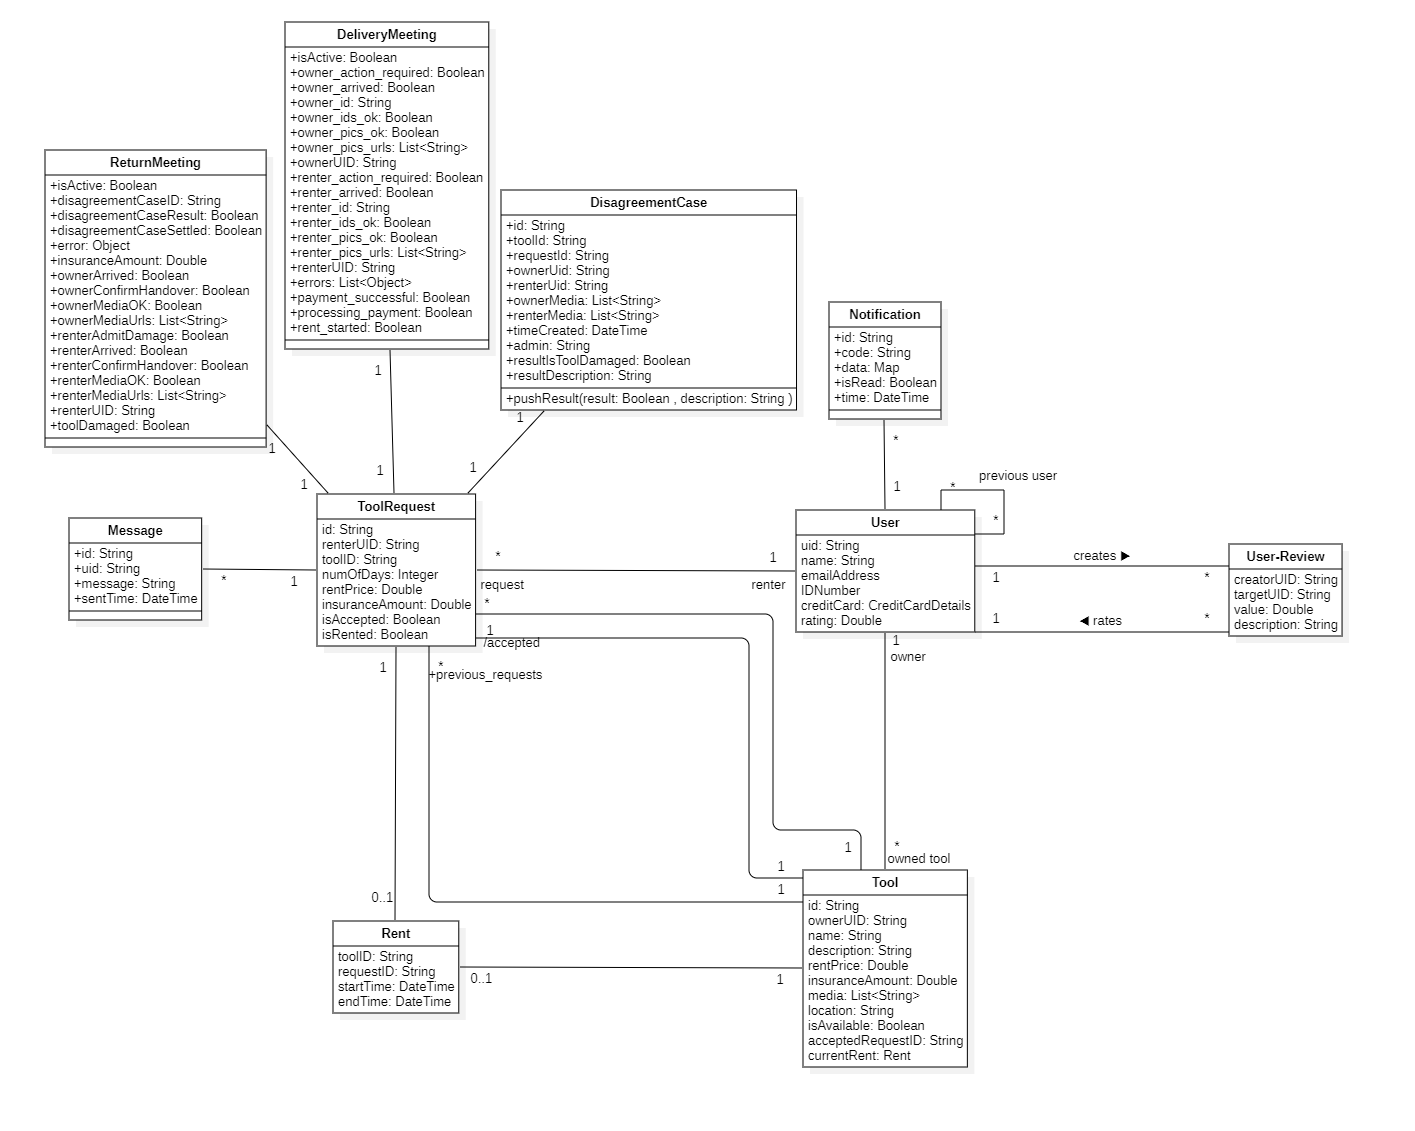 DeliveryMeeting
+isActive: Boolean
+owner_action_required: Boolean
+owner_arrived: Boolean
+owner_id: String
+owner_ids_ok: Boolean
+owner_pics_ok: Boolean
+owner_pics_urls: List<String>
+ownerUID: String
+renter_action_required: Boolean
+renter_arrived: Boolean
+renter_id: String
+renter_ids_ok: Boolean
+renter_pics_ok: Boolean
+renter_pics_urls: List<String>
+renterUID: String
+errors: List<Object>
+payment_successful: Boolean
+processing_payment: Boolean
+rent_started: Boolean
ReturnMeeting
+isActive: Boolean
+disagreementCaseID: String
+disagreementCaseResult: Boolean
+disagreementCaseSettled: Boolean
+error: Object
+insuranceAmount: Double
+ownerArrived: Boolean
+ownerConfirmHandover: Boolean
+ownerMediaOK: Boolean
+ownerMediaUrls: List<String>
+renterAdmitDamage: Boolean
+renterArrived: Boolean
+renterConfirmHandover: Boolean
+renterMediaOK: Boolean
+renterMediaUrls: List<String>
+renterUID: String
+toolDamaged: Boolean
DisagreementCase
+id: String
+toolId: String
+requestId: String
+ownerUid: String
+renterUid: String
+ownerMedia: List<String>
+renterMedia: List<String>
+timeCreated: DateTime
+admin: String
+resultIsToolDamaged: Boolean
+resultDescription: String
+pushResult(result: Boolean , description: String )
Notification
+id: String
+code: String
+data: Map
+isRead: Boolean
+time: DateTime
1
1
1
1
1
1
*
1
previous user
*
*
Message
+id: String
+uid: String
+message: String
+sentTime: DateTime
*
1
ToolRequest
id: String
renterUID: String
toolID: String
numOfDays: Integer
rentPrice: Double
insuranceAmount: Double
isAccepted: Boolean
isRented: Boolean
*
request
1
renter
User
uid: String
name: String
emailAddress
IDNumber
creditCard: CreditCardDetails
rating: Double
creates ►
1
*
1
◄ rates
*
User-Review
creatorUID: String
targetUID: String
value: Double
description: String
*
1
/accepted
1
*
+previous_requests
1
owner
*
owned tool
1
1
1
0..1
Rent
toolID: String
requestID: String
startTime: DateTime
endTime: DateTime
0..1
1
Tool
id: String
ownerUID: String
name: String
description: String
rentPrice: Double
insuranceAmount: Double
media: List<String>
location: String
isAvailable: Boolean
acceptedRequestID: String
currentRent: Rent